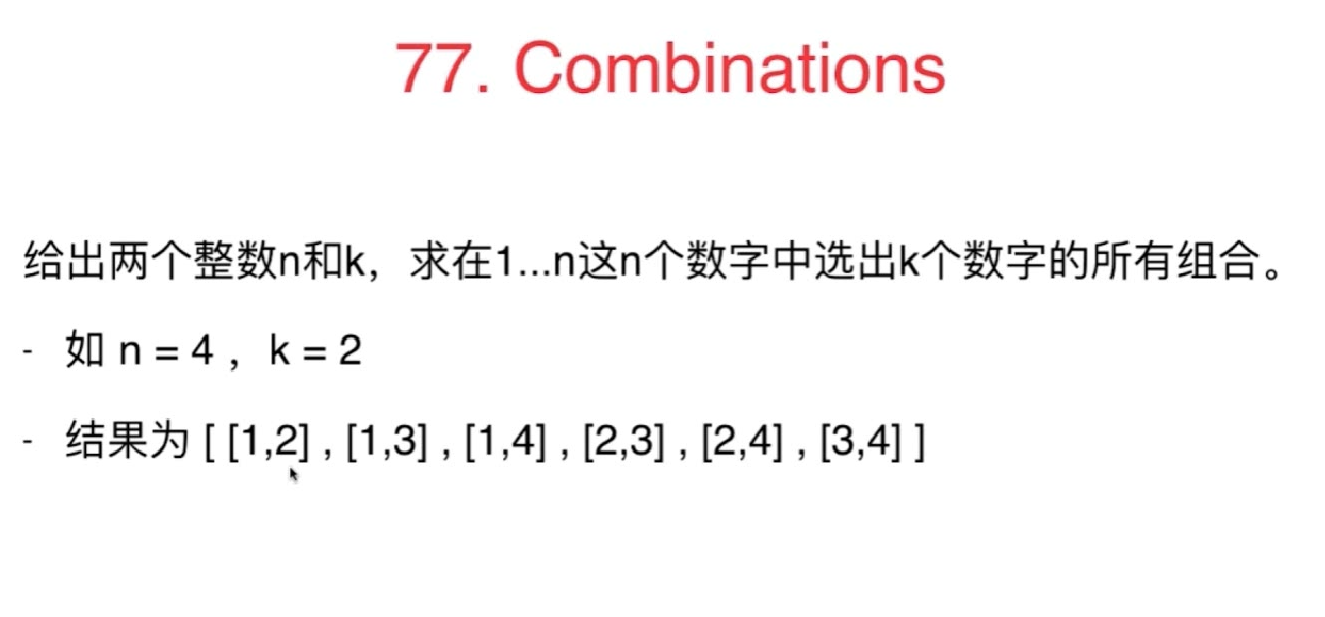 77. Combinations
给出两个整数n和k，求在1...n这n个数字中选出k个数字的所有组合。
- 如 n = 4 ，k = 2
- 结果为 [ [1,2] , [1,3] , [1,4] , [2,3] , [2,4] , [3,4] ]